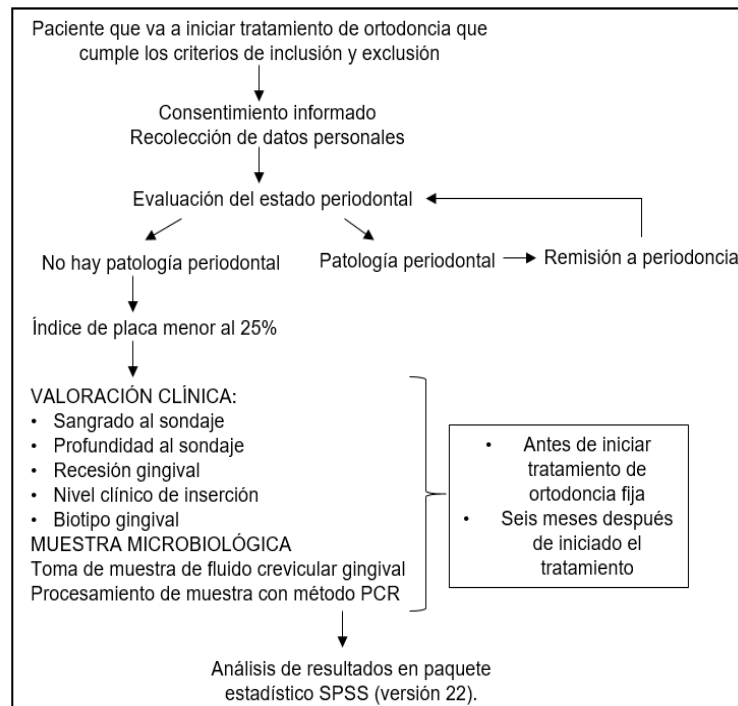 Paciente que va a iniciar tratamiento de ortodoncia que
cumple los criterios de inclusión y exclusión
Consentimiento informado
Recolección de datos personales
Evaluación del estado periodontal
No hay patología periodontal
Patología periodontal
Remisión a periodoncia
Índice de placa menor al 25%
VALORACIÓN CLÍNICA:
• Sangrado al sondaje
• Profundidad al sondaje
• Recesión gingival
• Nivel clínico de inserción
• Biotipo gingival
MUESTRA MICROBIOLÓGICA
Toma de muestra de fluido crevicular gingival
Procesamiento de muestra con método PCR
• Antes de iniciar
tratamiento de
ortodoncia fija
• Seis meses después
de iniciado el
tratamiento
Análisis de resultados en paquete
estadístico SPSS (versión 22).